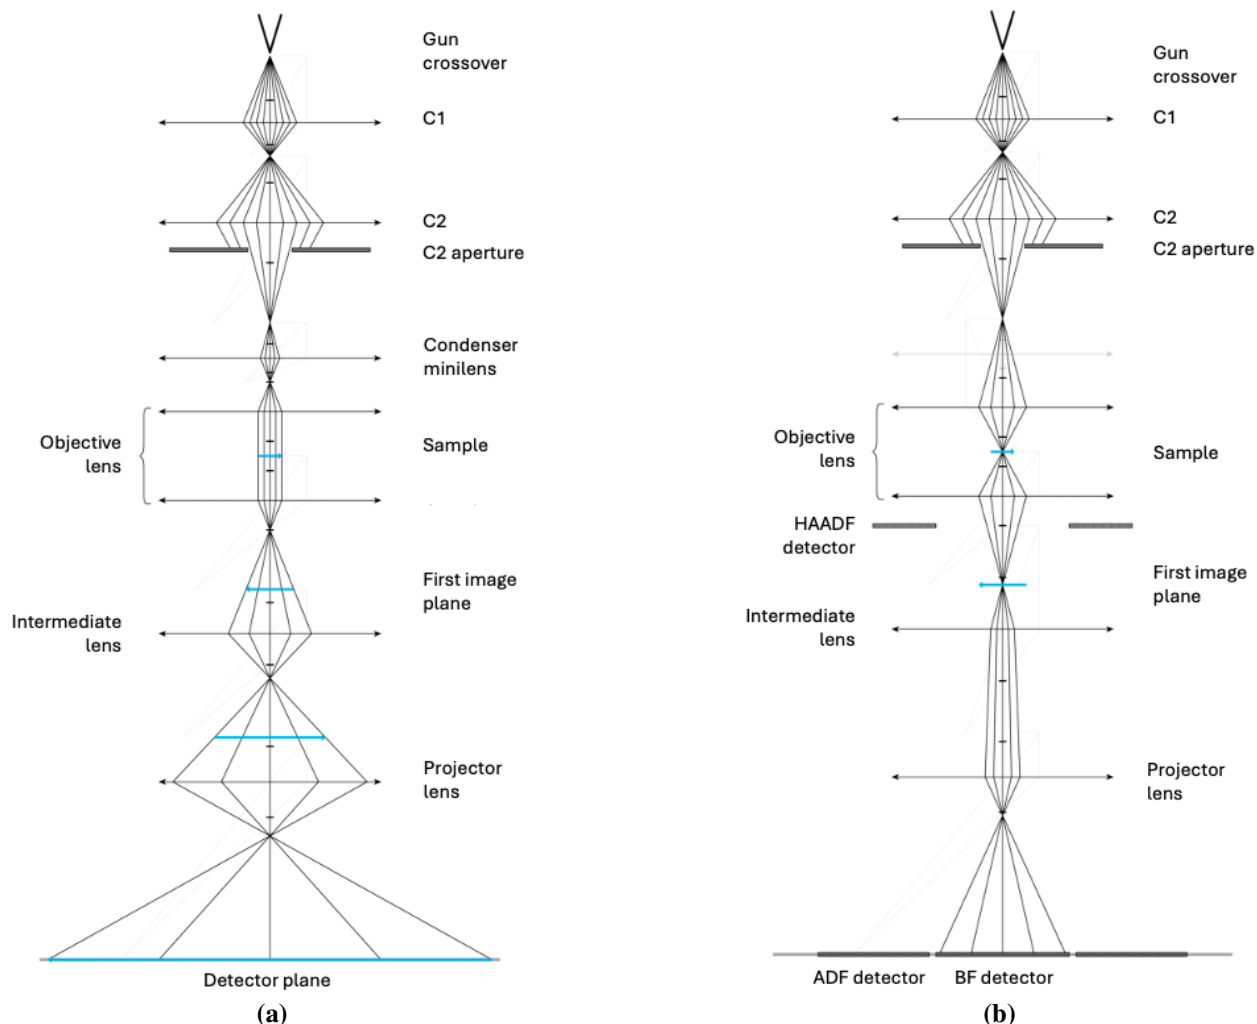 Gun
crossover
C1
C2
C2 aperture
Condenser
minilens
Objective
lens
Sample
First image
plane
Intermediate
lens
Projector
lens
Detector plane
(a)
Gun
crossover
C1
C2
C2 aperture
Objective
lens
Sample
HAADF
detector
First image
plane
Intermediate
lens
Projector
lens
ADF detector
BF detector
(b)